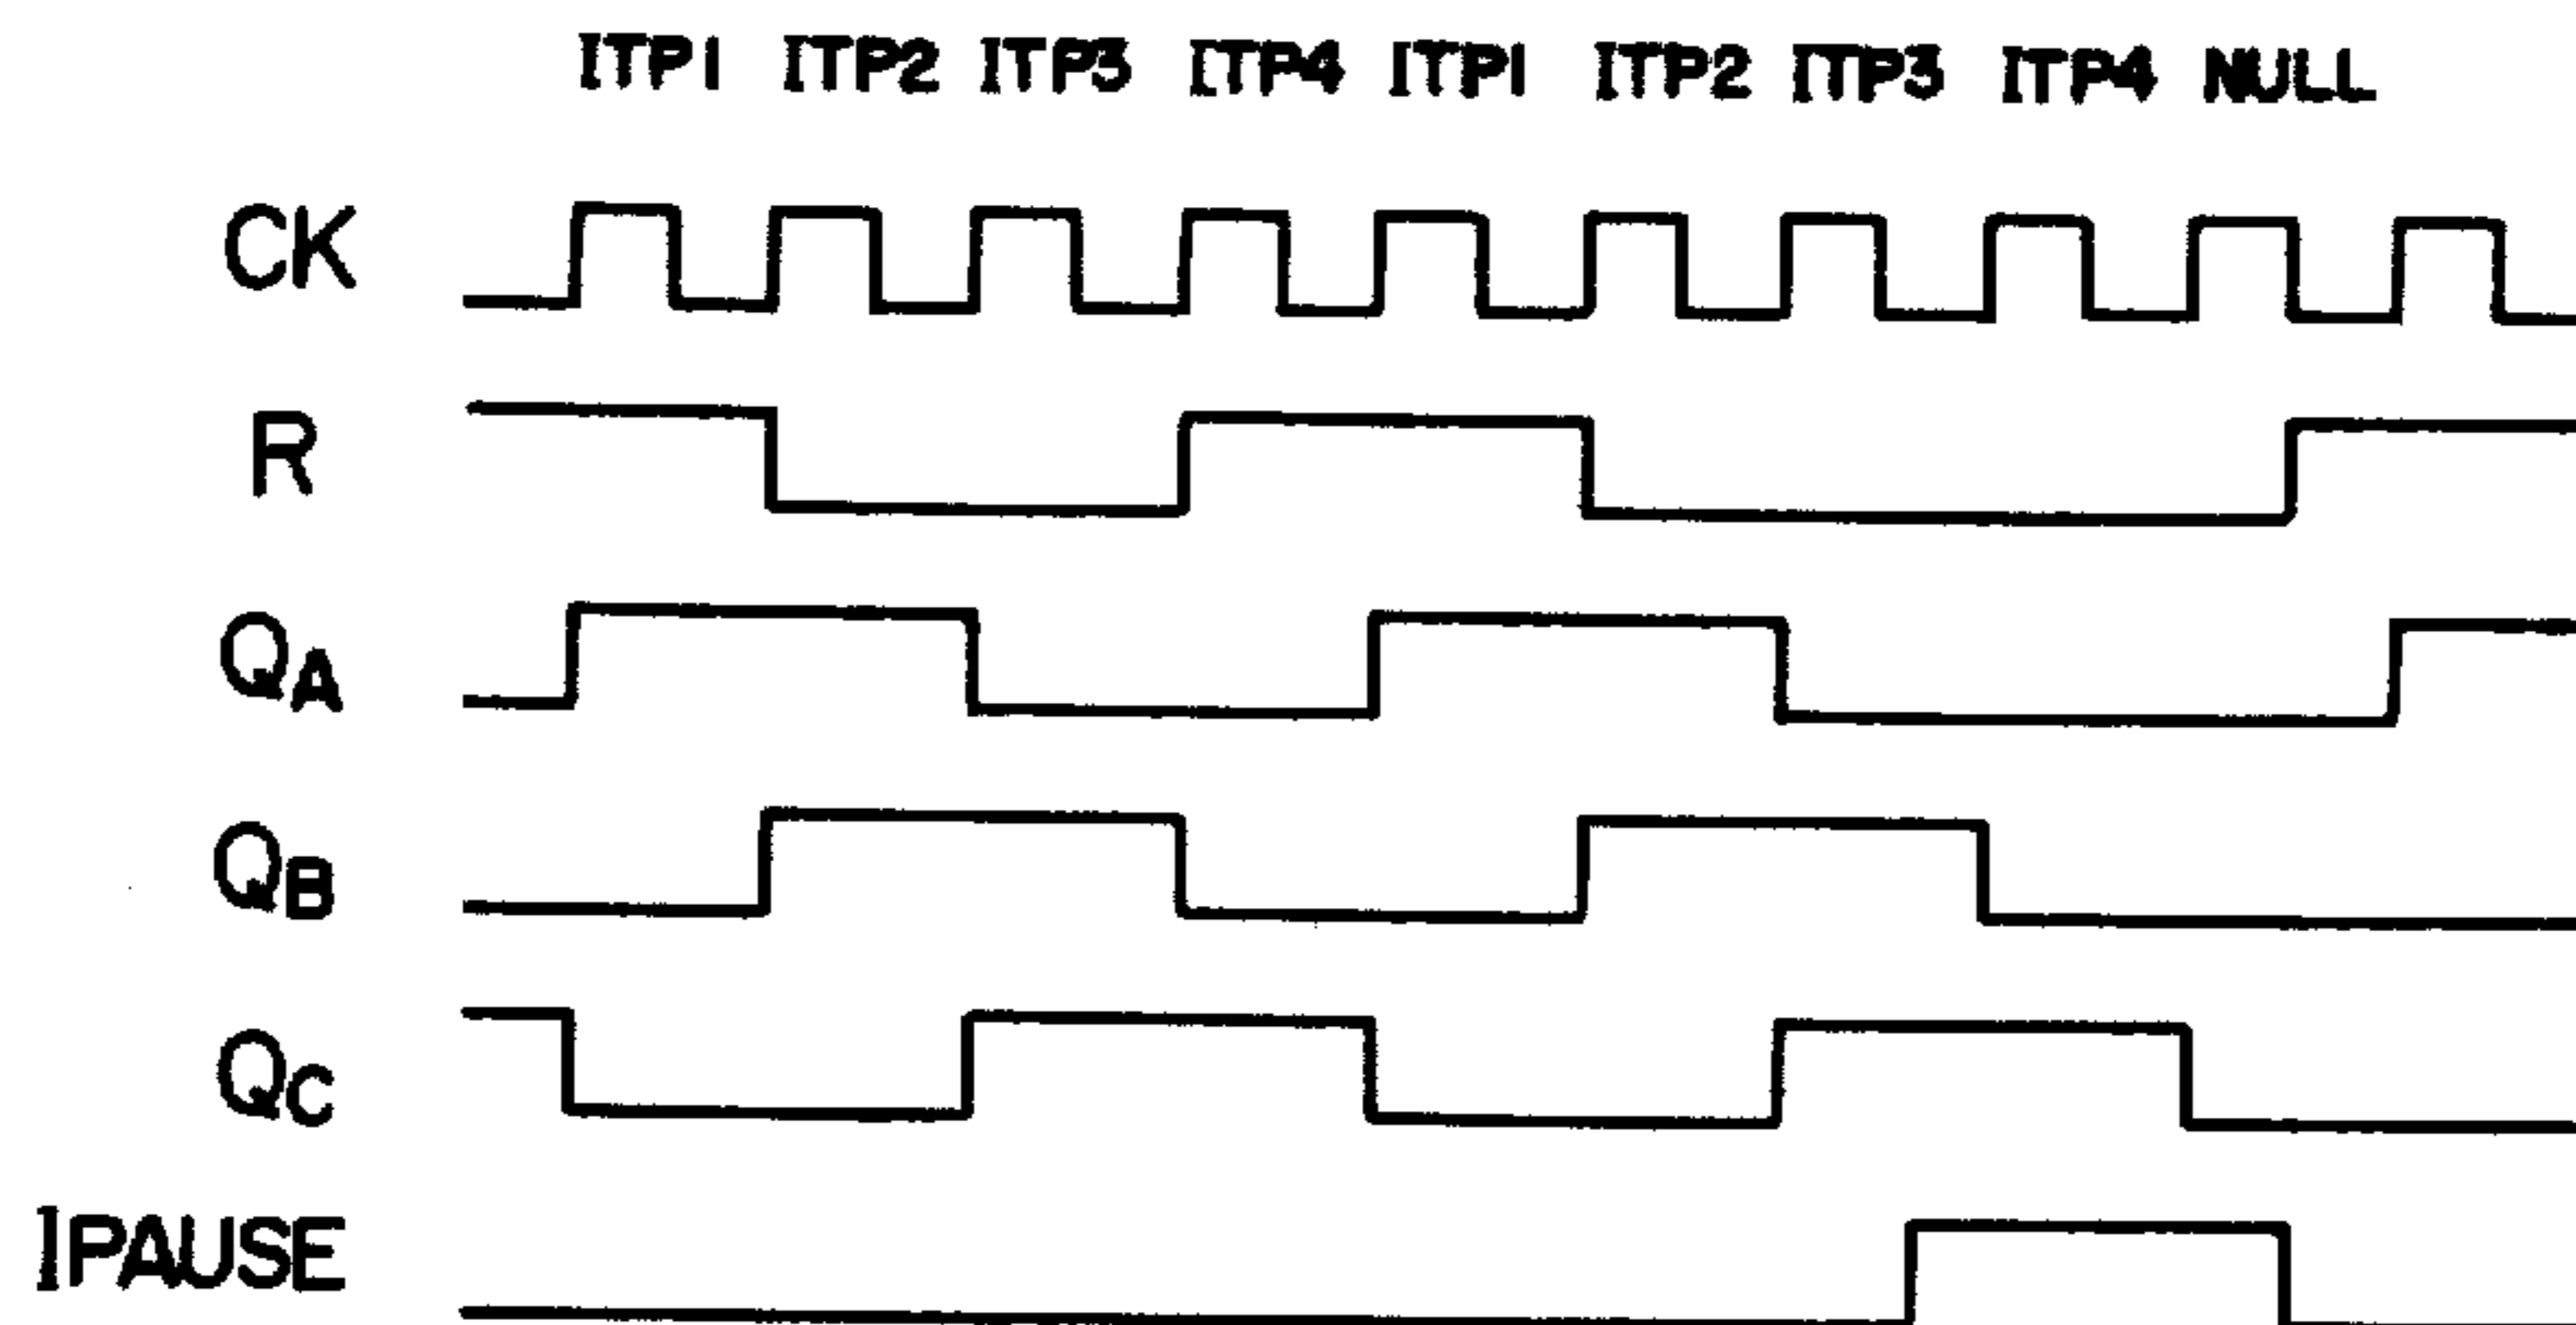 ITP1 ITP2 ITP3 ITP4 ITP1 ITP2 ITP3 ITP4 NULL
CK
R
QA
QB
QC
IPAUSE